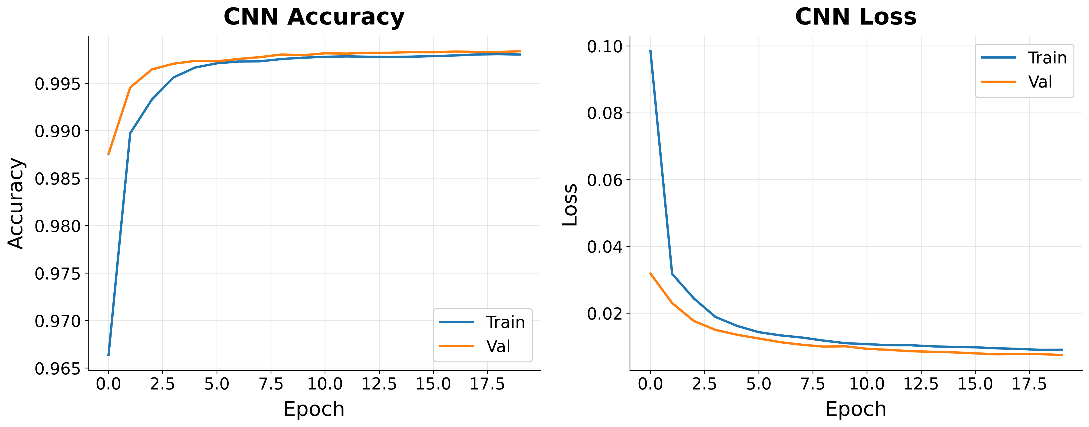 CNN Accuracy
Accuracy
0.995
0.990
0.985
0.980
0.975
0.970
0.965
Train
Val
0.0 2.5 5.0 7.5 10.0 12.5 15.0 17.5
Epoch
CNN Loss
Loss
0.10
0.08
0.06
0.04
0.02
Train
Val
0.0 2.5 5.0 7.5 10.0 12.5 15.0 17.5
Epoch